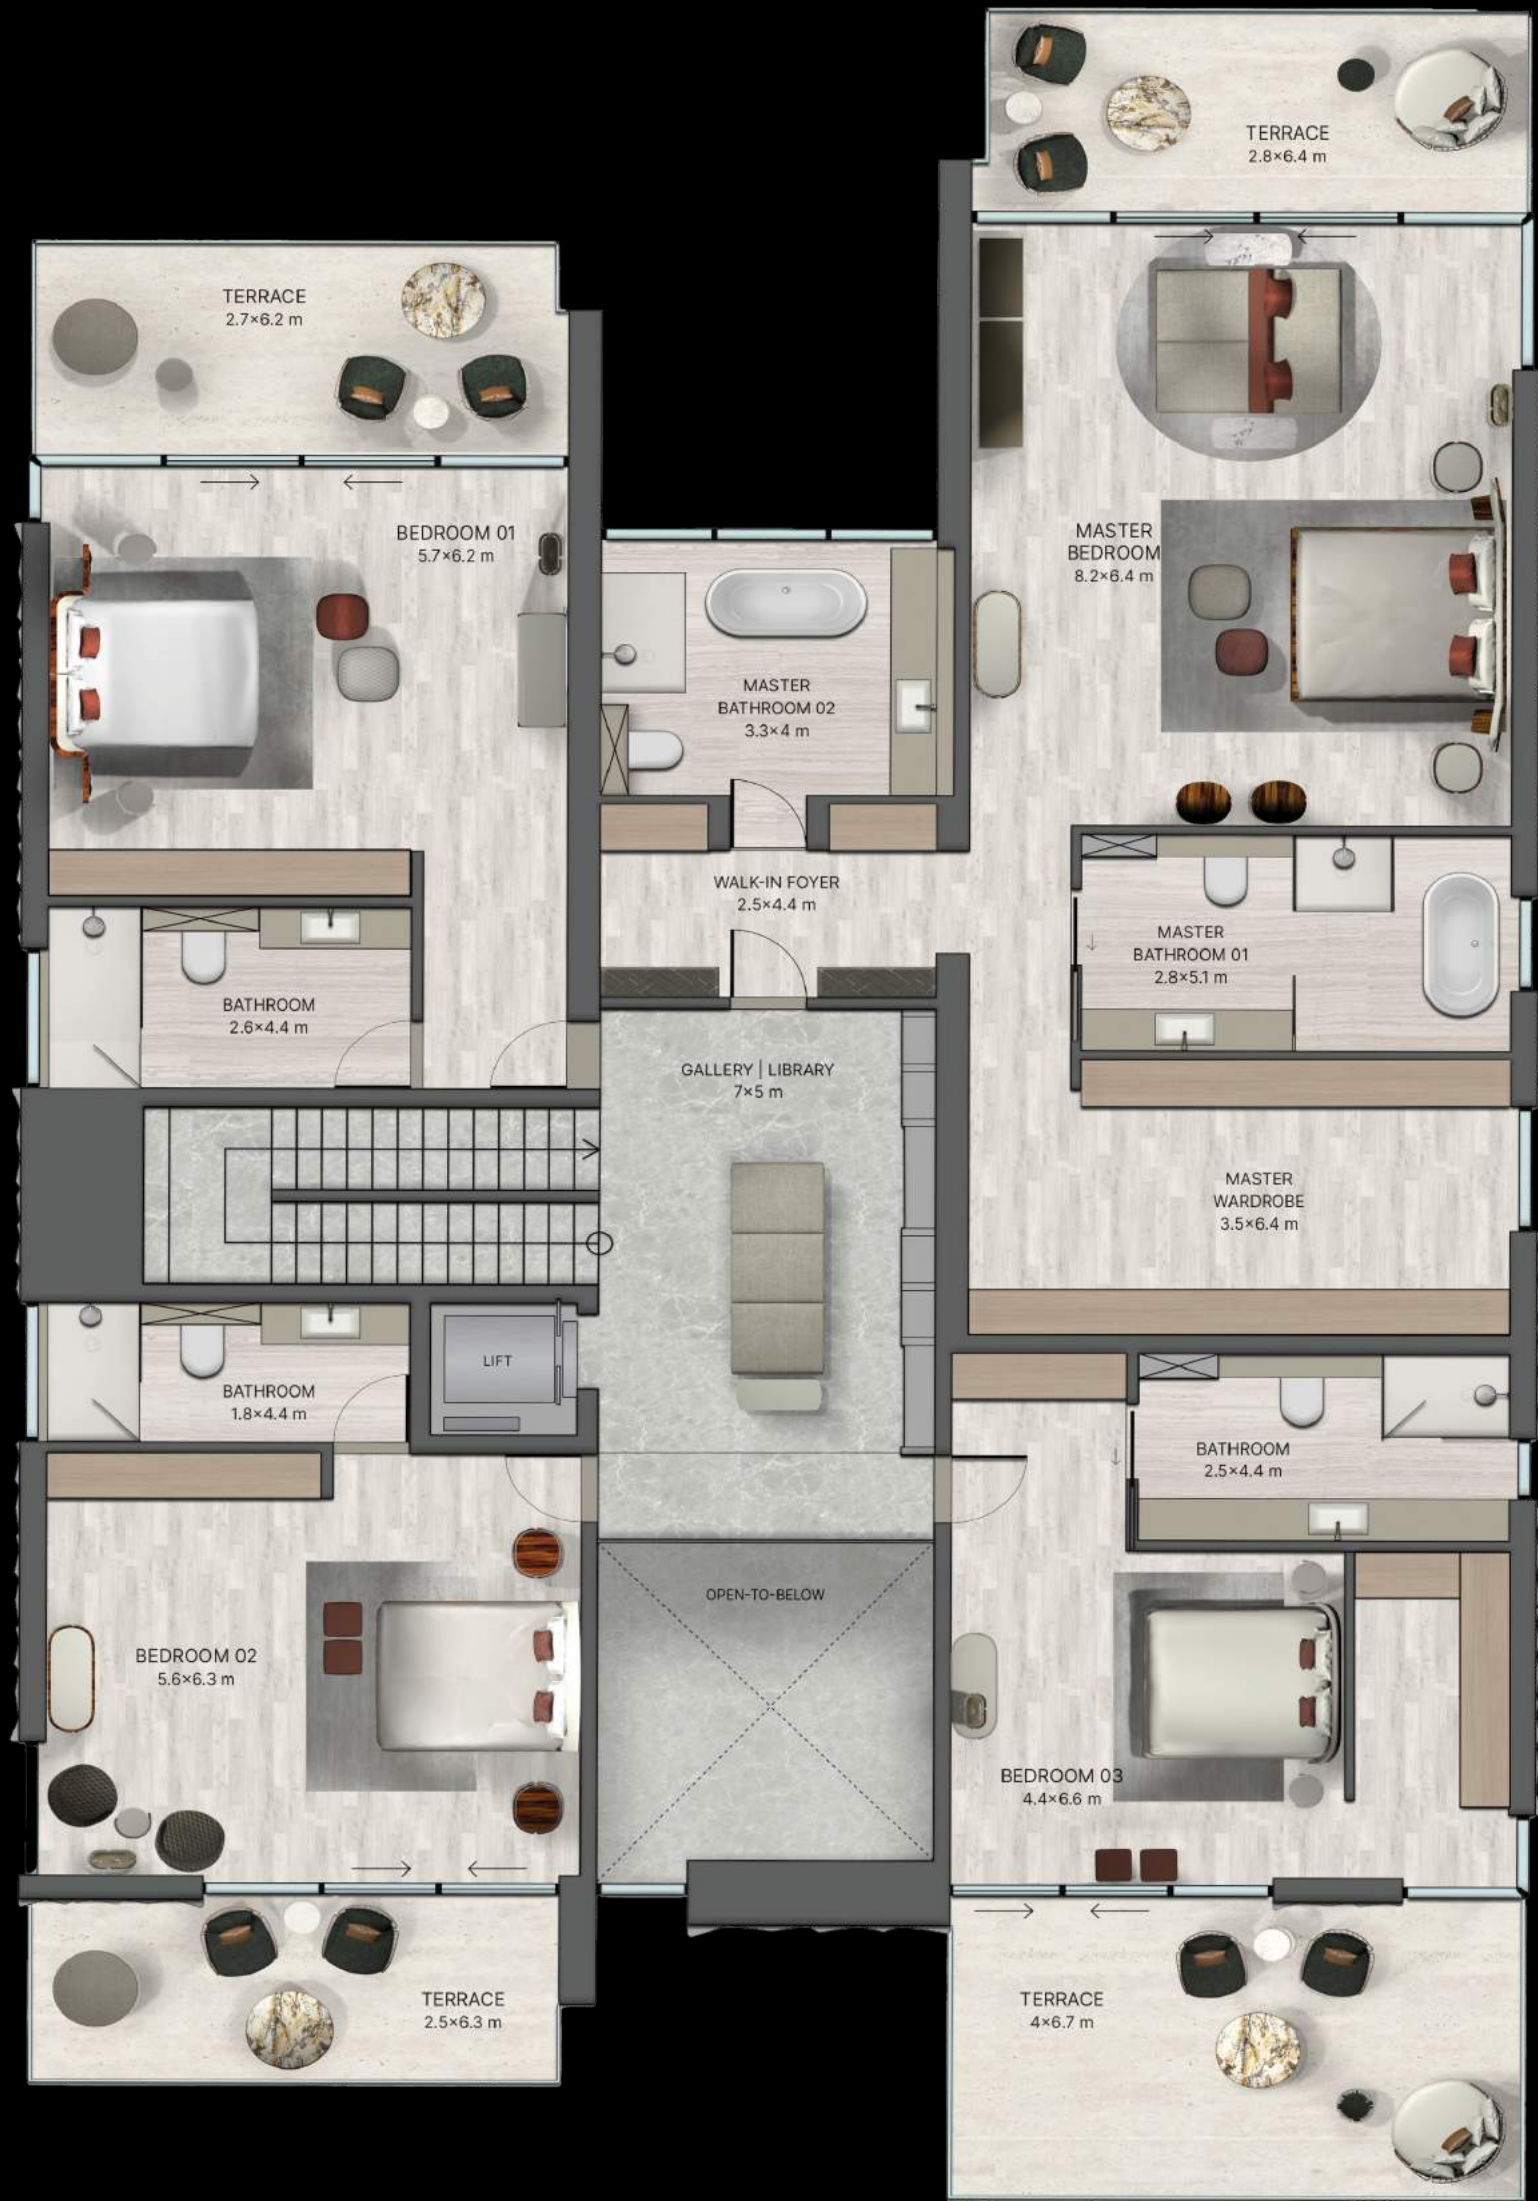 TERRACE
2.8×6.4 m
TERRACE
2.7×6.2 m
BEDROOM 01
5.7×6.2 m
MASTER
BEDROOM
8.2×6.4 m
MASTER
BATHROOM 02
3.3×4 m
WALK-IN FOYER
2.5×4.4 m
MASTER
BATHROOM 01
2.8×5.1 m
BATHROOM
2.6×4.4 m
GALLERY | LIBRARY
7×5 m
MASTER
WARDROBE
3.5×6.4 m
LIFT
BATHROOM
1.8×4.4 m
BATHROOM
2.5×4.4 m
OPEN-TO-BELOW
BEDROOM 02
5.6×6.3 m
BEDROOM 03
4.4×6.6 m
TERRACE
2.5×6.3 m
TERRACE
4×6.7 m